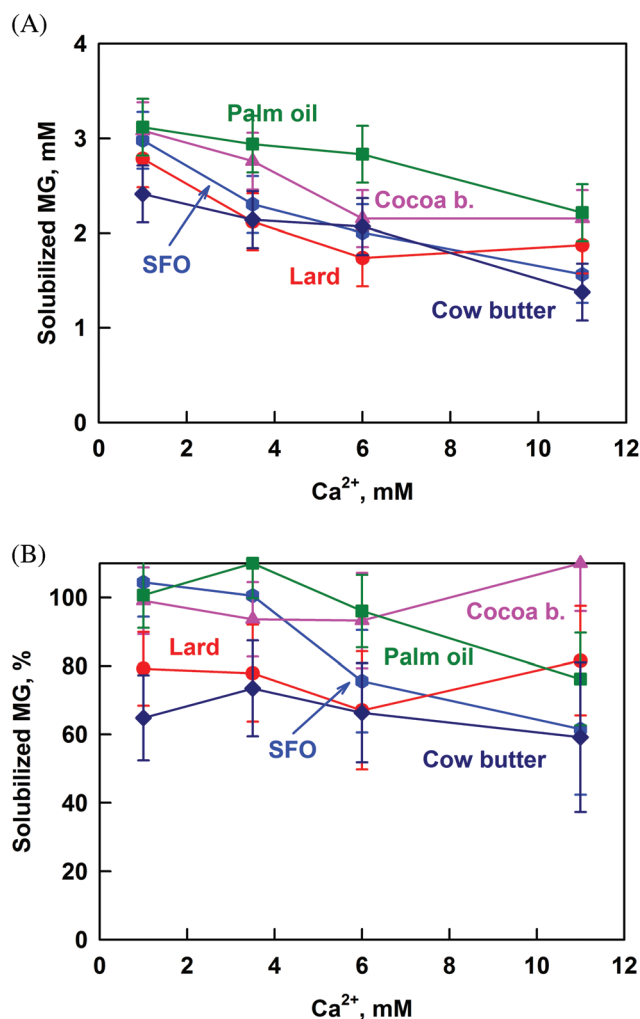 (A)
4
3
2
1
0
Solubilized MG, mM
Palm oil
Cocoa b.
SFO
Lard
Cow butter
0 2 4 6 8 10 12
Ca²⁺, mM
(B)
100
80
60
40
20
0
Solubilized MG, %
Cocoa b.
Lard
Palm oil
SFO
Cow butter
0 2 4 6 8 10 12
Ca²⁺, mM